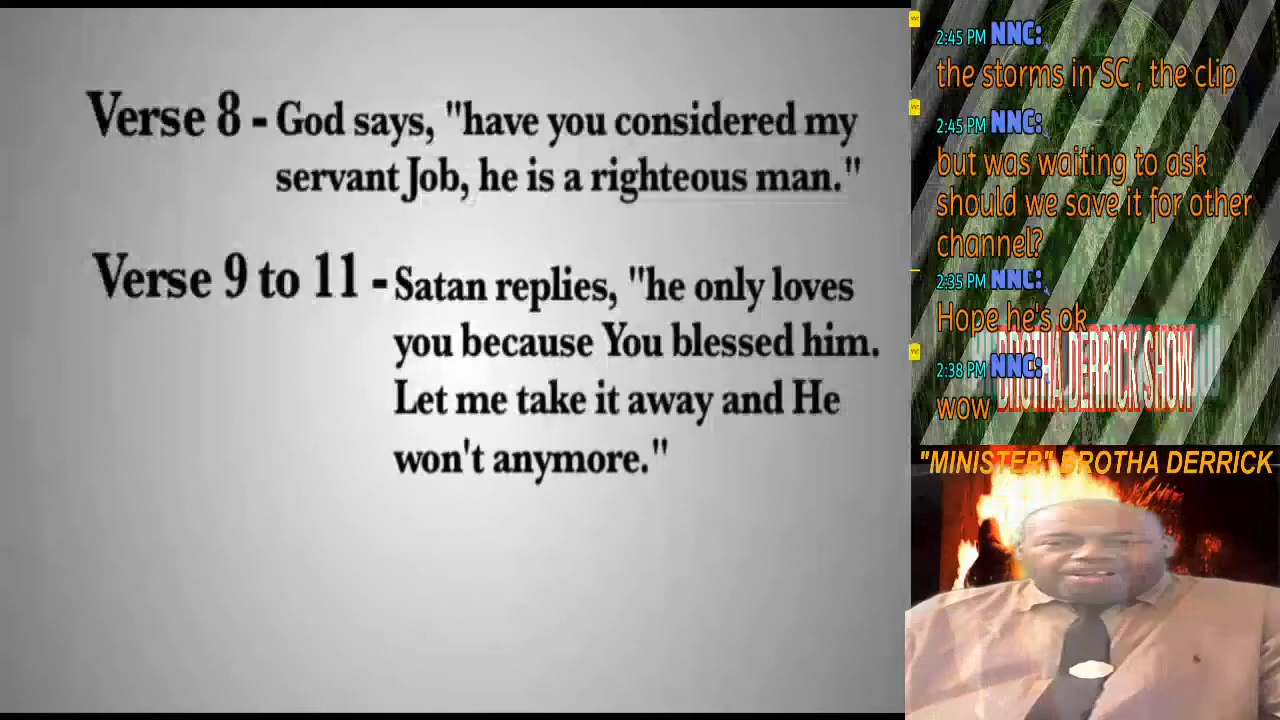 Verse 8 - God says, "have you considered my
servant Job, he is a righteous man."
Verse 9 to 11 - Satan replies, "he only loves
you because You blessed him.
Let me take it away and He
won't anymore."
2:45 PM NNC:
the storms in SC , the clip
2:45 PM NNC:
but was waiting to ask
should we save it for other
channel?
2:35 PM NNC:
Hope he's ok
2:38 PM NNC:
wow
BROTHA DERRICK SHOW
"MINISTER" BROTHA DERRICK